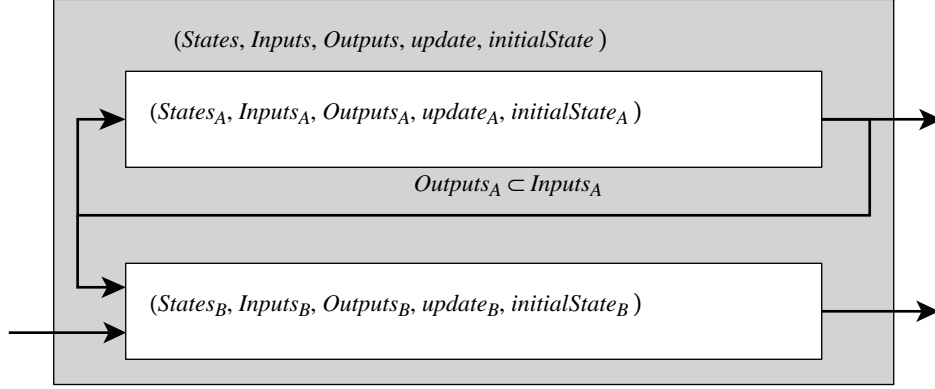 (States, Inputs, Outputs, update, initialState )
(States_A, Inputs_A, Outputs_A, update_A, initialState_A )
Outputs_A ⊂ Inputs_A
(States_B, Inputs_B, Outputs_B, update_B, initialState_B )